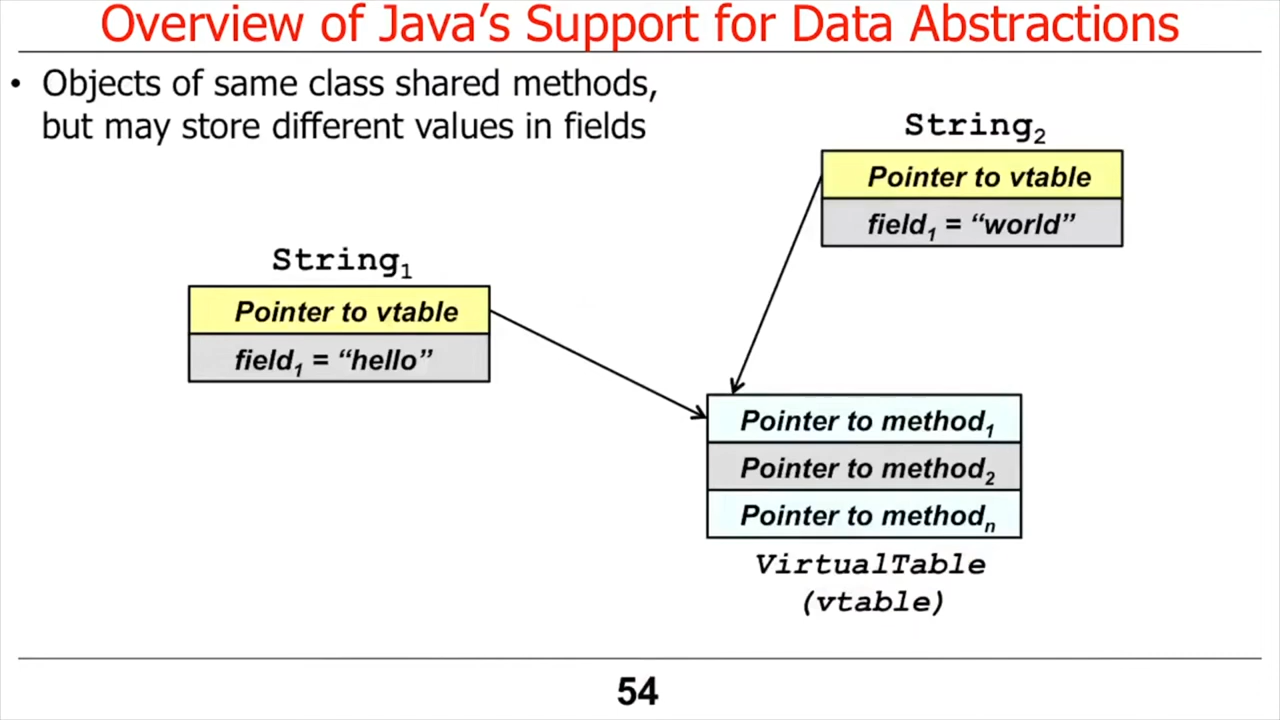 Overview of Java's Support for Data Abstractions
• Objects of same class shared methods,
but may store different values in fields
String₂
Pointer to vtable
field₁ = “world”
String₁
Pointer to vtable
field₁ = “hello”
Pointer to method₁
Pointer to method₂
Pointer to methodₙ
VirtualTable
(vtable)
54